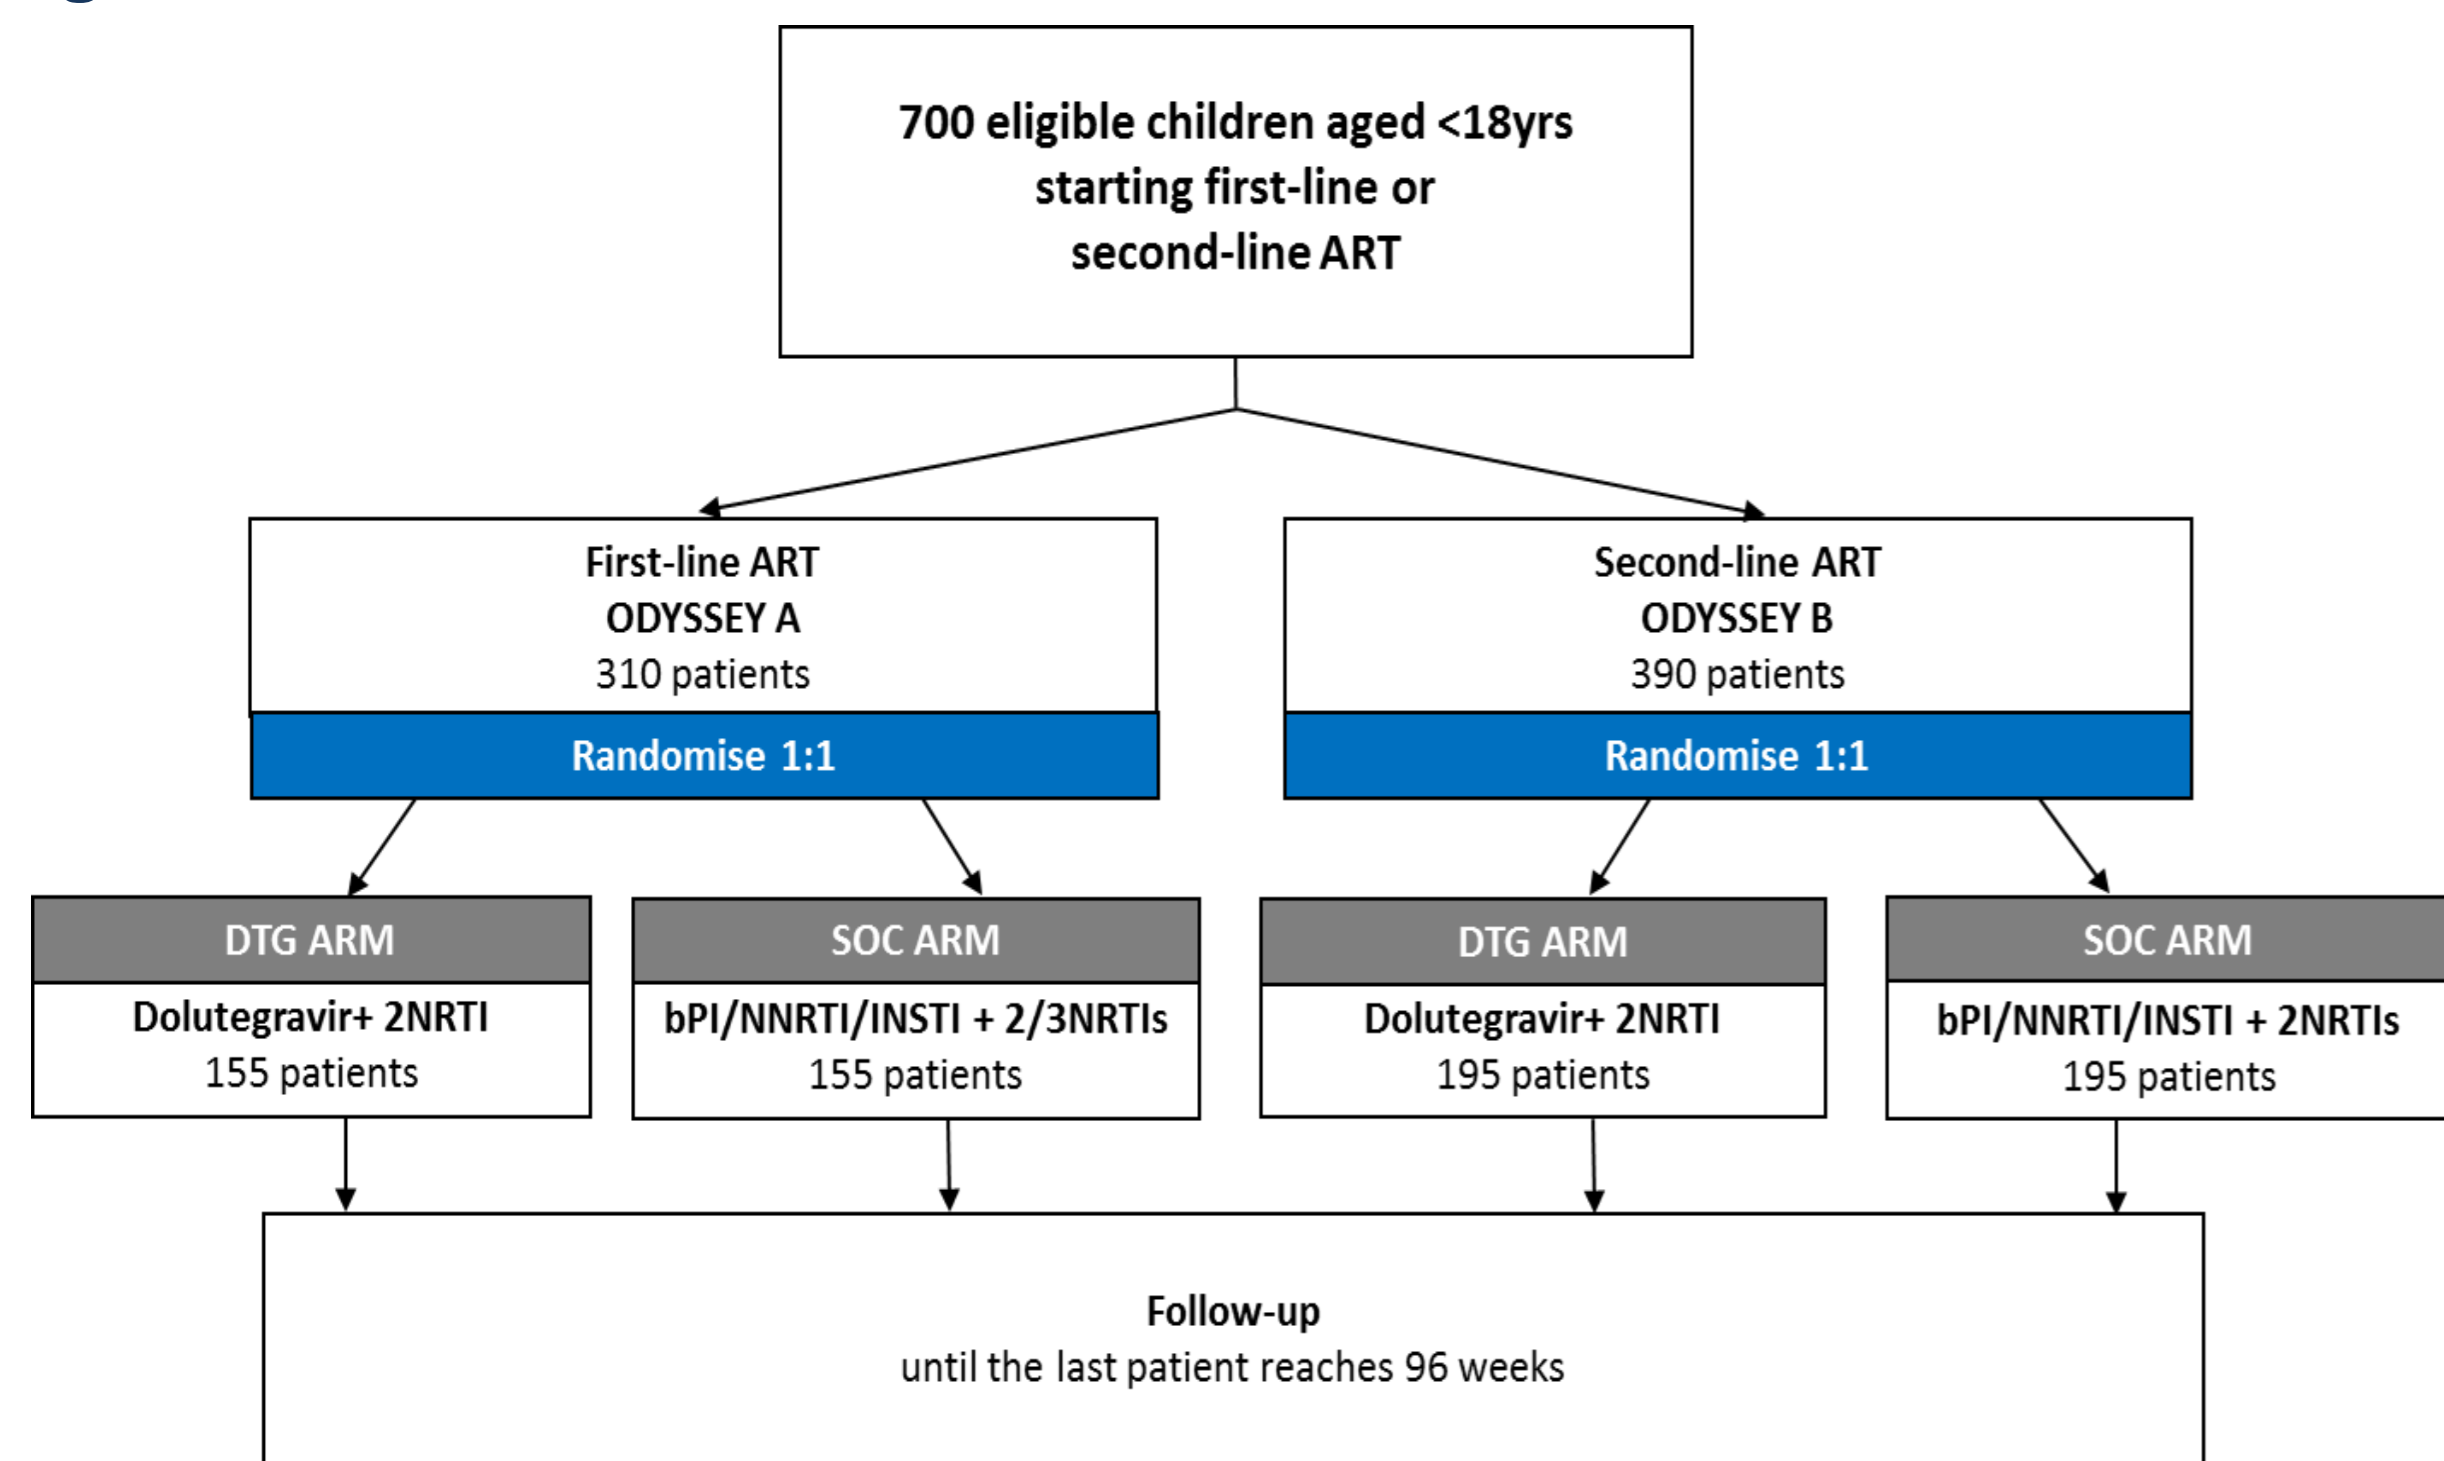 700 eligible children aged <18yrs
starting first-line or
second-line ART
First-line ART
ODYSSEY A
310 patients
Randomise 1:1
Second-line ART
ODYSSEY B
390 patients
Randomise 1:1
DTG ARM
Dolutegravir+ 2NRTI
155 patients
SOC ARM
bPI/NNRTI/INSTI + 2/3NRTIs
155 patients
DTG ARM
Dolutegravir+ 2NRTI
195 patients
SOC ARM
bPI/NNRTI/INSTI + 2NRTIs
195 patients
Follow-up
until the last patient reaches 96 weeks